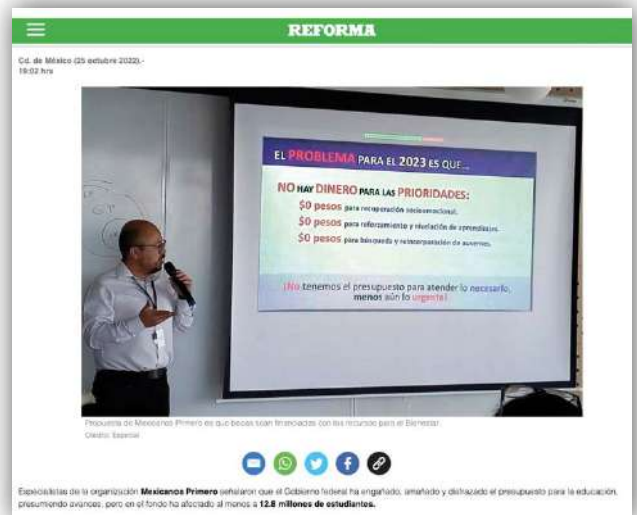 REFORMA
Cd. de México (25 octubre 2022).-
19:02 hrs
EL PROBLEMA PARA EL 2023 ES QUE...
NO HAY DINERO PARA LAS PRIORIDADES:
$0 pesos para recuperación socioemocional.
$0 pesos para reforzamiento y nivelación de aprendizajes.
$0 pesos para búsqueda y reincorporación de ausentes.
¡No tenemos el presupuesto para atender lo necesario,
menos aún lo urgente!
Propuesta de Mexicanos Primero es que becas sean financiadas con los recursos para el Bienestar.
Crédito: Especial
Especialistas de la organización Mexicanos Primero señalaron que el Gobierno federal ha engañado, amañado y disfrazado el presupuesto para la educación,
presumiendo avances, pero en el fondo ha afectado al menos a 12.8 millones de estudiantes.